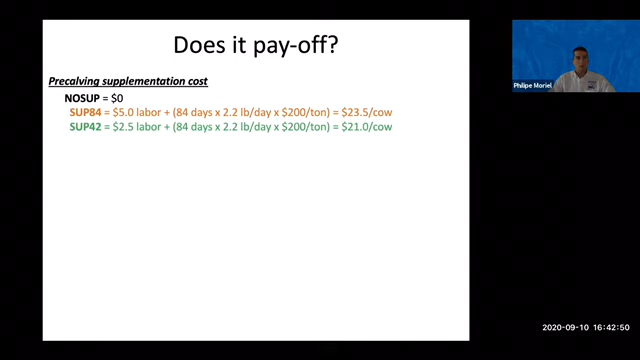 Does it pay-off?
Precalving supplementation cost
NOSUP = $0
SUP84 = $5.0 labor + (84 days x 2.2 lb/day x $200/ton) = $23.5/cow
SUP42 = $2.5 labor + (84 days x 2.2 lb/day x $200/ton) = $21.0/cow
Philipe Moriel
2020-09-10 16:42:50